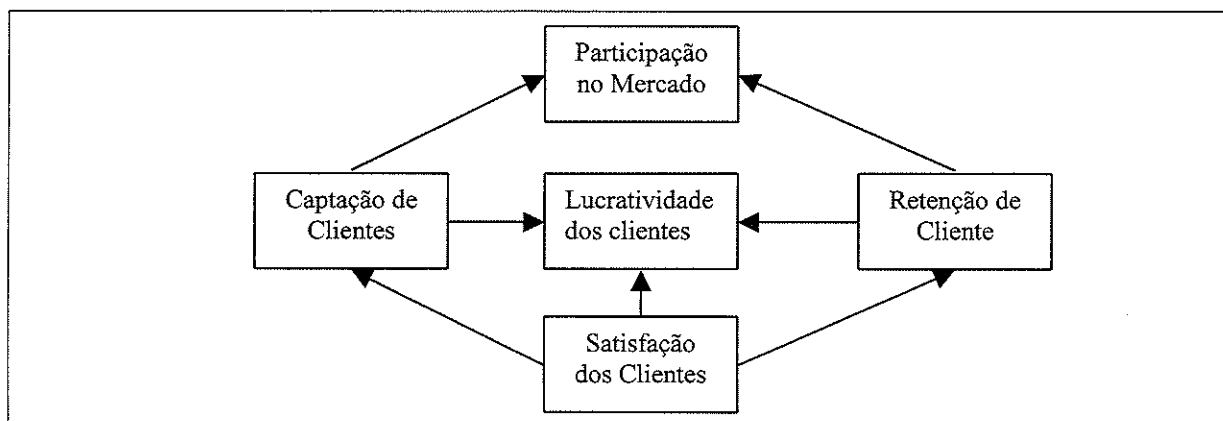 Participação
no Mercado
Captação de
Clientes
Lucratividade
dos clientes
Retenção de
Cliente
Satisfação
dos Clientes